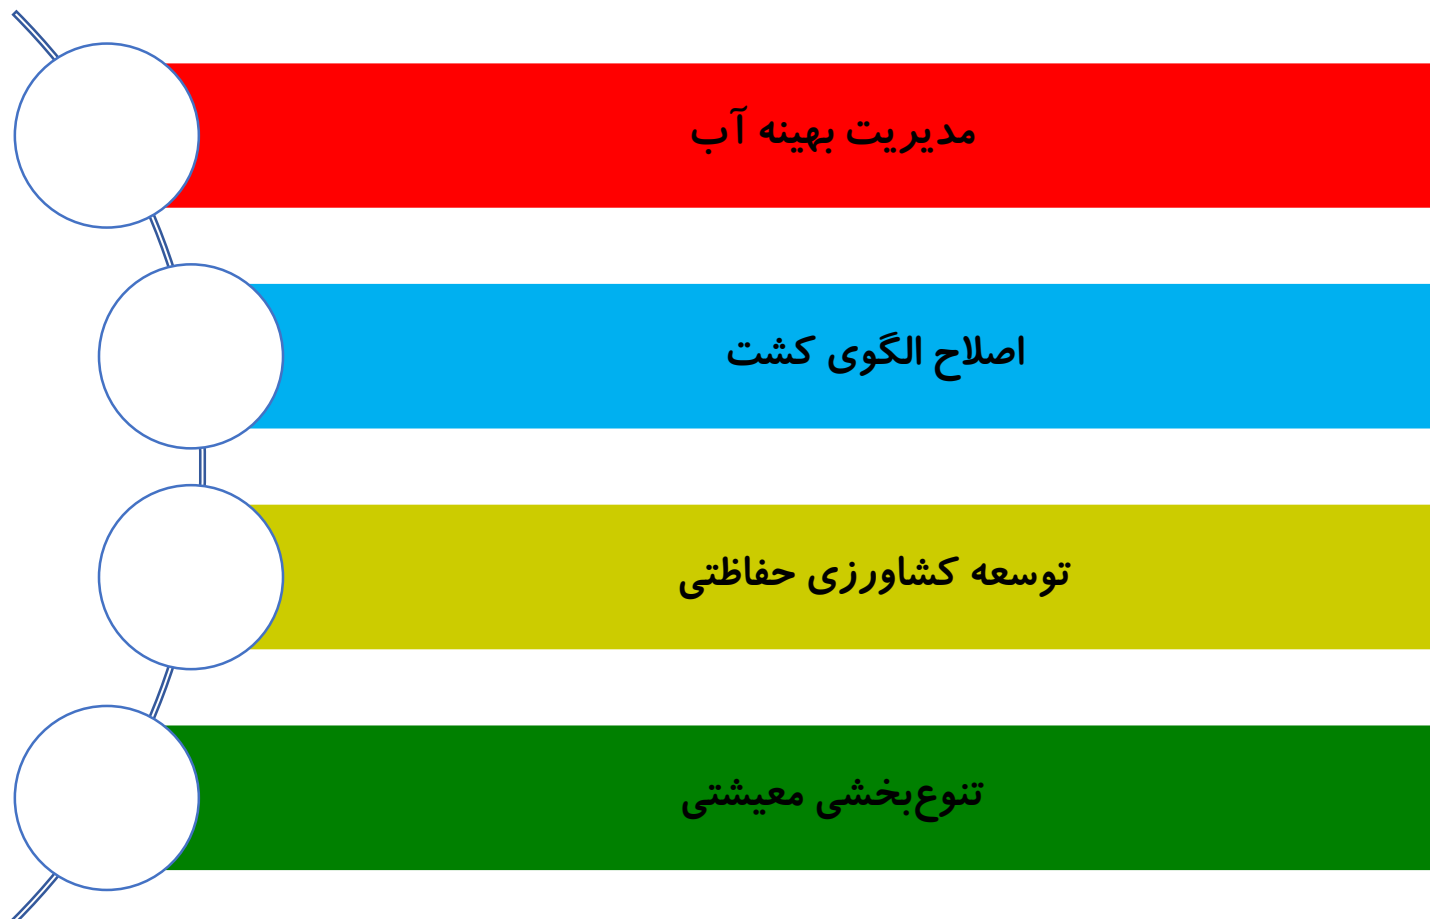 مدیریت بهینه آب
اصلاح الگوی کشت
توسعه کشاورزی حفاظتی
تنوع‌بخشی معیشتی